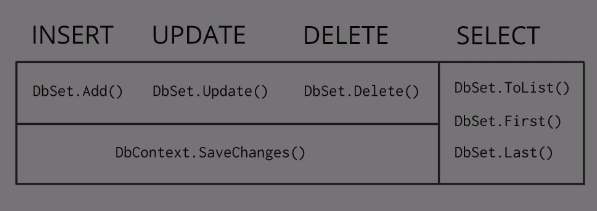 INSERT UPDATE DELETE SELECT
DbSet.Add() DbSet.Update() DbSet.Delete() DbSet.ToList()
DbSet.First()
DbContext.SaveChanges() DbSet.Last()